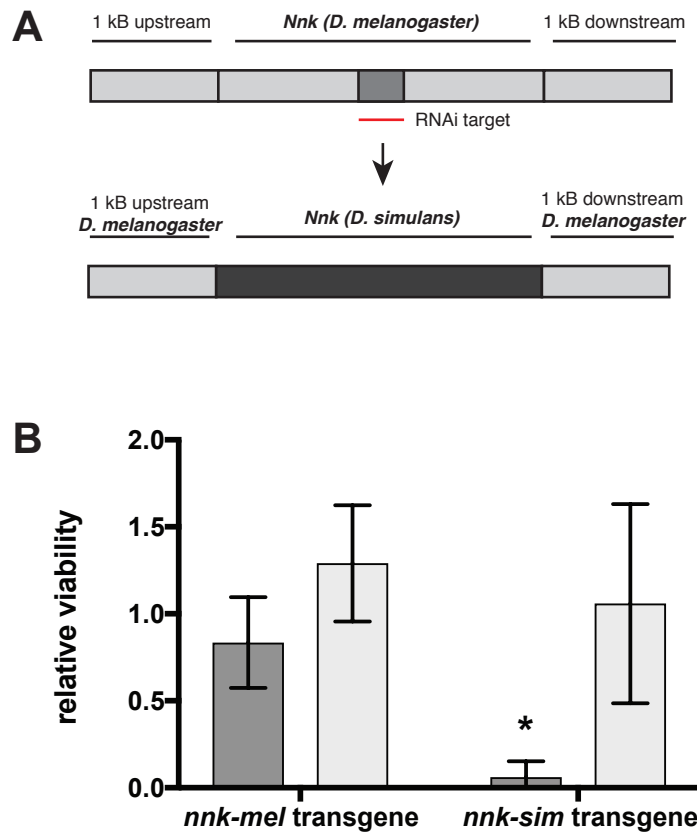 A
1 kB upstream
Nnk (D. melanogaster)
1 kB downstream
RNAi target
1 kB upstream
D. melanogaster
Nnk (D. simulans)
1 kB downstream
D. melanogaster
B
relative viability
2.0
1.5
1.0
0.5
0.0
*
nnk-mel transgene
nnk-sim transgene